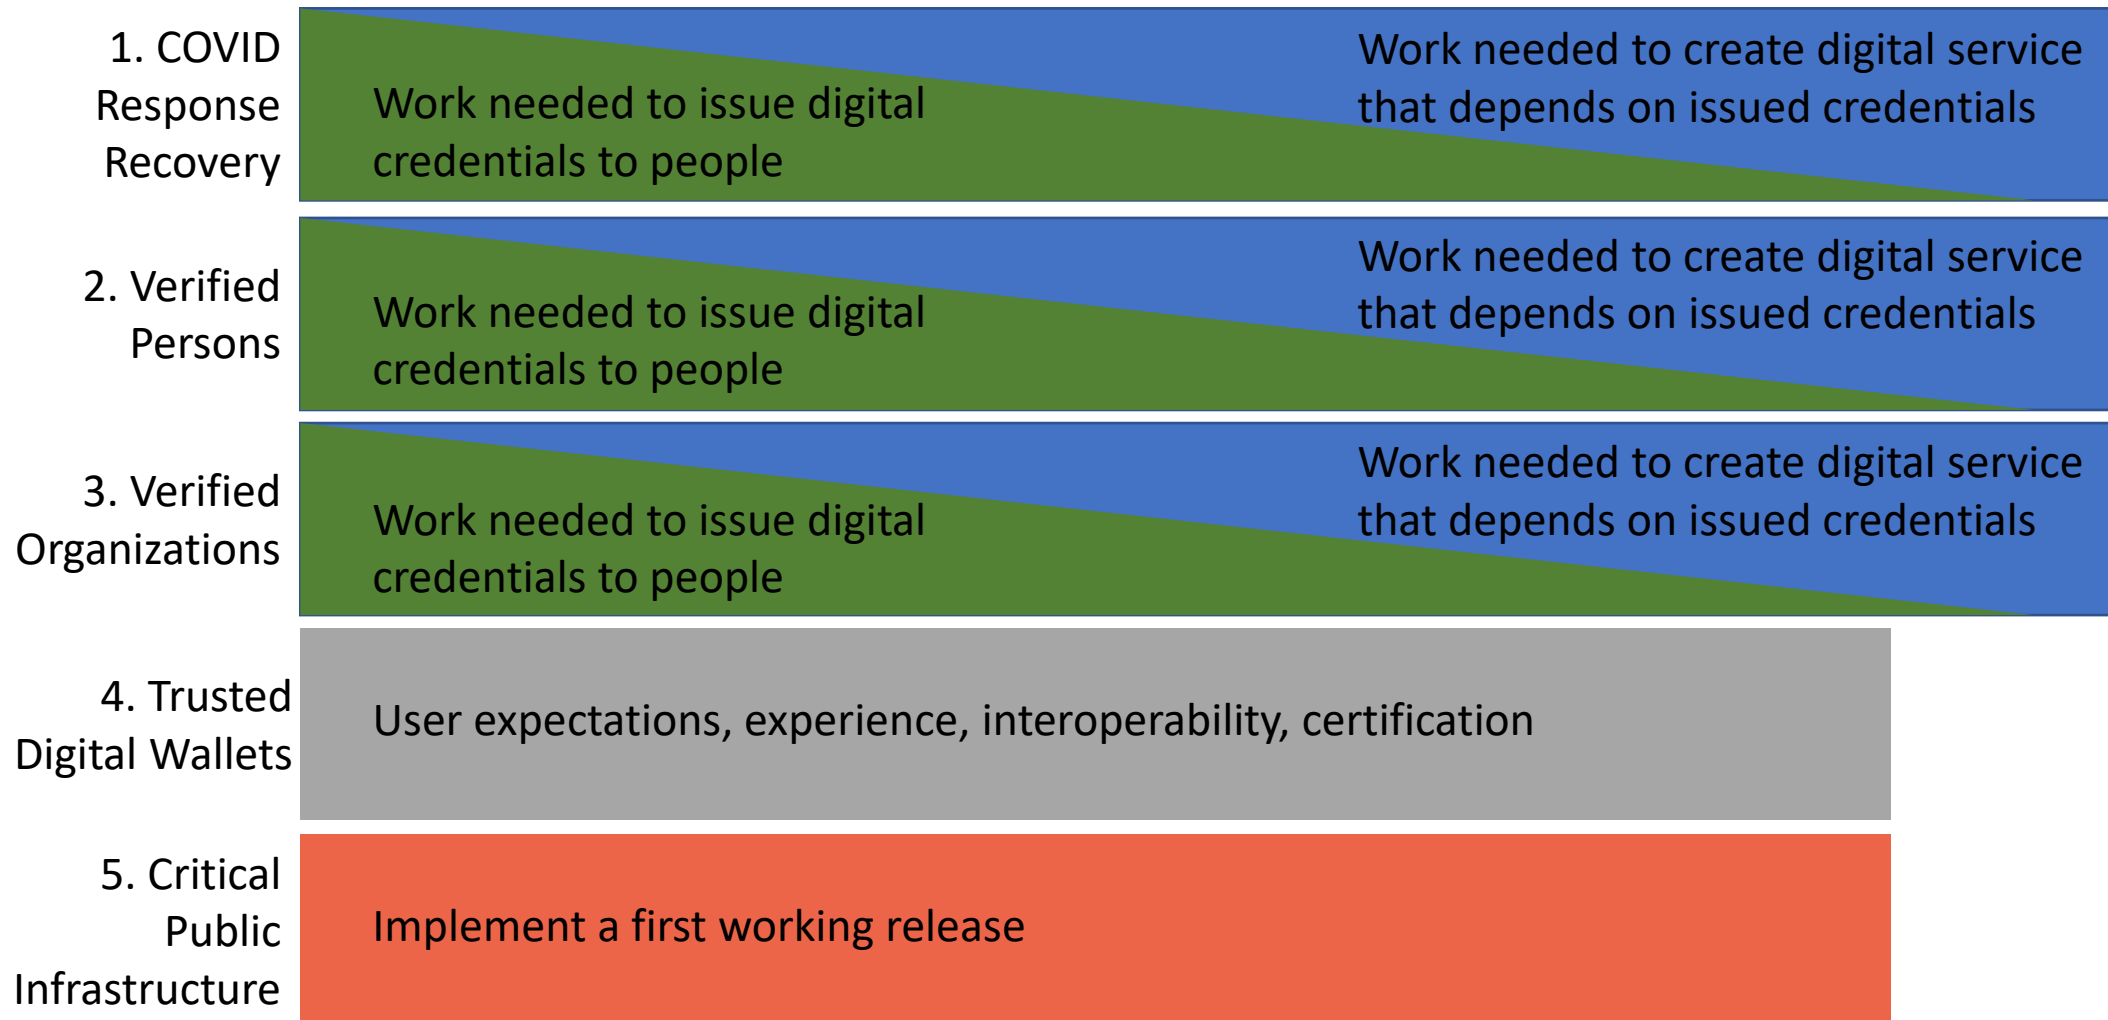 1. COVID
Response
Recovery
Work needed to issue digital
credentials to people
Work needed to create digital service
that depends on issued credentials
2. Verified
Persons
Work needed to issue digital
credentials to people
Work needed to create digital service
that depends on issued credentials
3. Verified
Organizations
Work needed to issue digital
credentials to people
Work needed to create digital service
that depends on issued credentials
4. Trusted
Digital Wallets
User expectations, experience, interoperability, certification
5. Critical
Public
Infrastructure
Implement a first working release